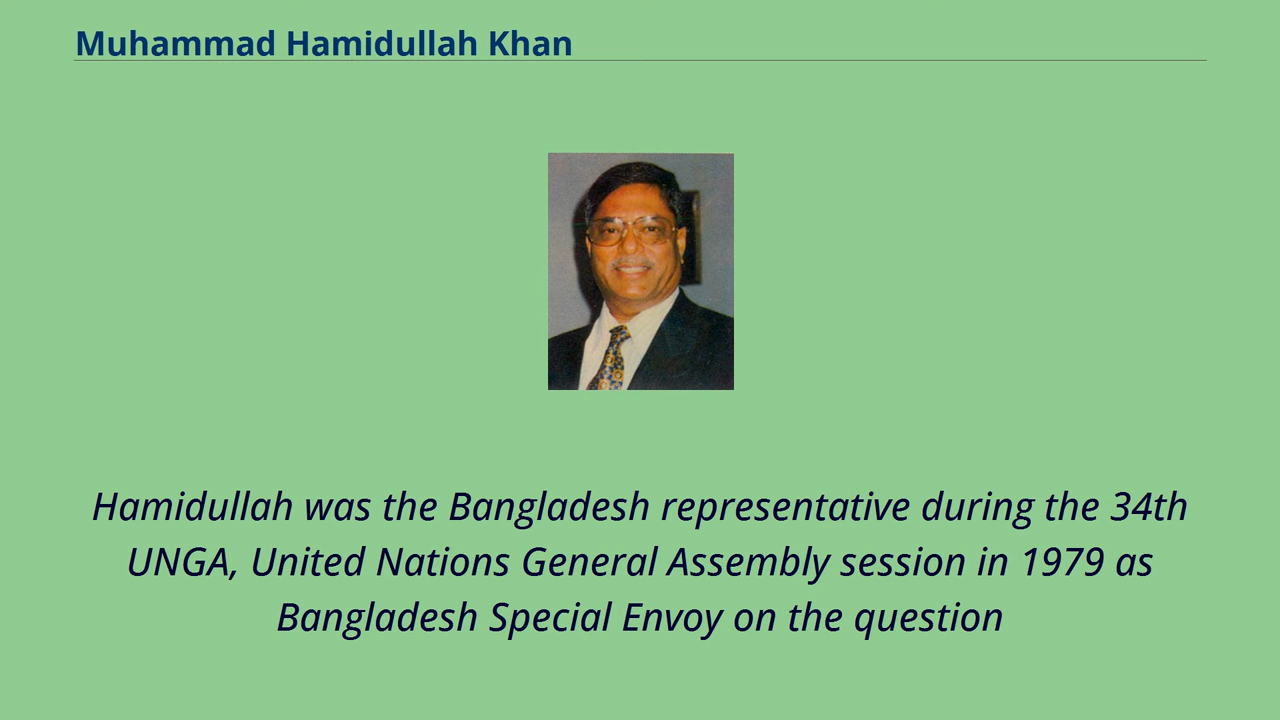 Muhammad Hamidullah Khan
Hamidullah was the Bangladesh representative during the 34th
UNGA, United Nations General Assembly session in 1979 as
Bangladesh Special Envoy on the question